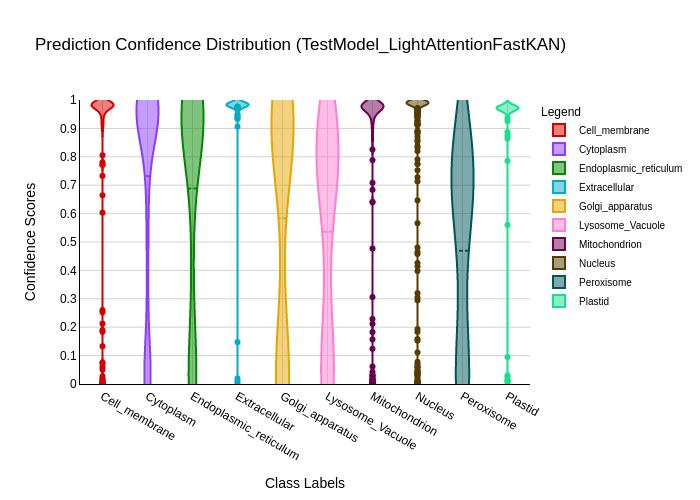 Prediction Confidence Distribution (TestModel_LightAttentionFastKAN)
Confidence Scores
1
0.9
0.8
0.7
0.6
0.5
0.4
0.3
0.2
0.1
0
Cell_membrane
Cytoplasm
Endoplasmic_reticulum
Extracellular
Golgi_apparatus
Lysosome_Vacuole
Mitochondrion
Nucleus
Peroxisome
Plastid
Class Labels
Legend
Cell_membrane
Cytoplasm
Endoplasmic_reticulum
Extracellular
Golgi_apparatus
Lysosome_Vacuole
Mitochondrion
Nucleus
Peroxisome
Plastid